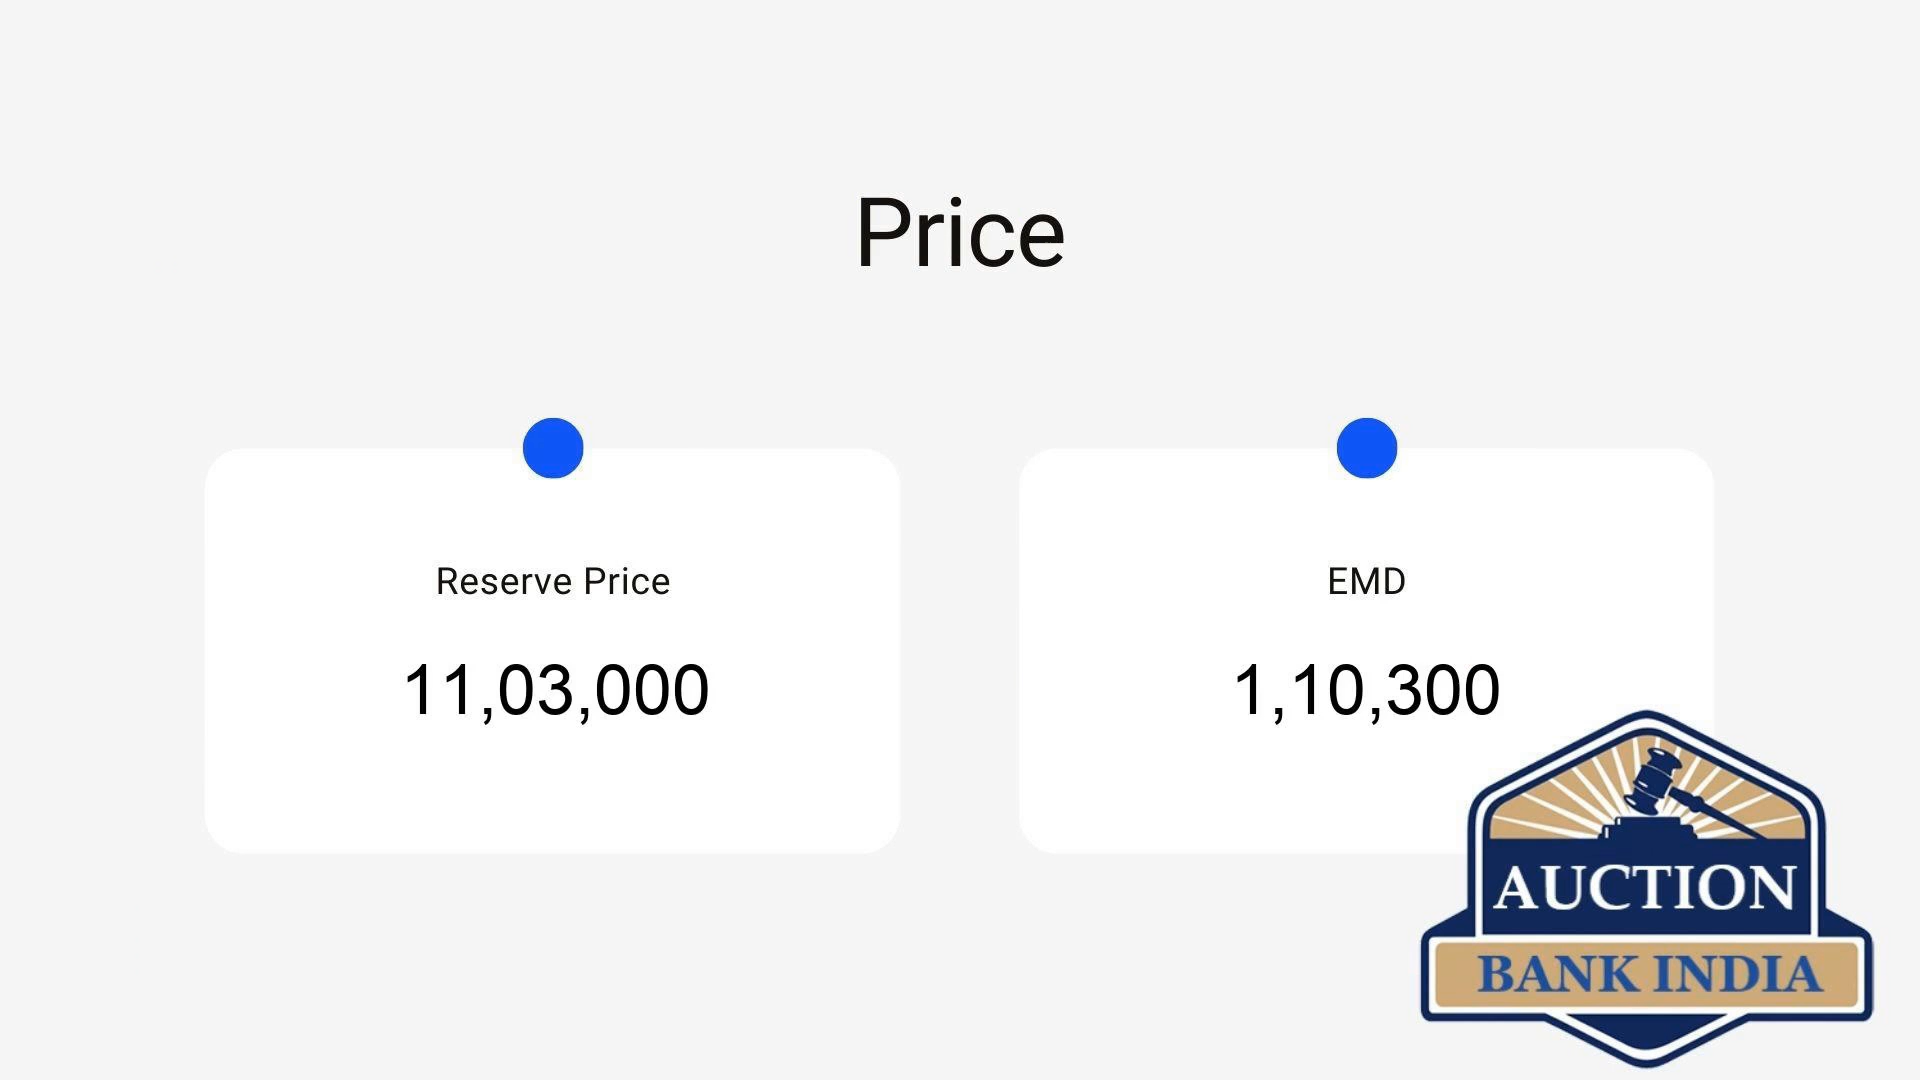 Price
Reserve Price
11,03,000
EMD
1,10,300
AUCTION
BANK INDIA